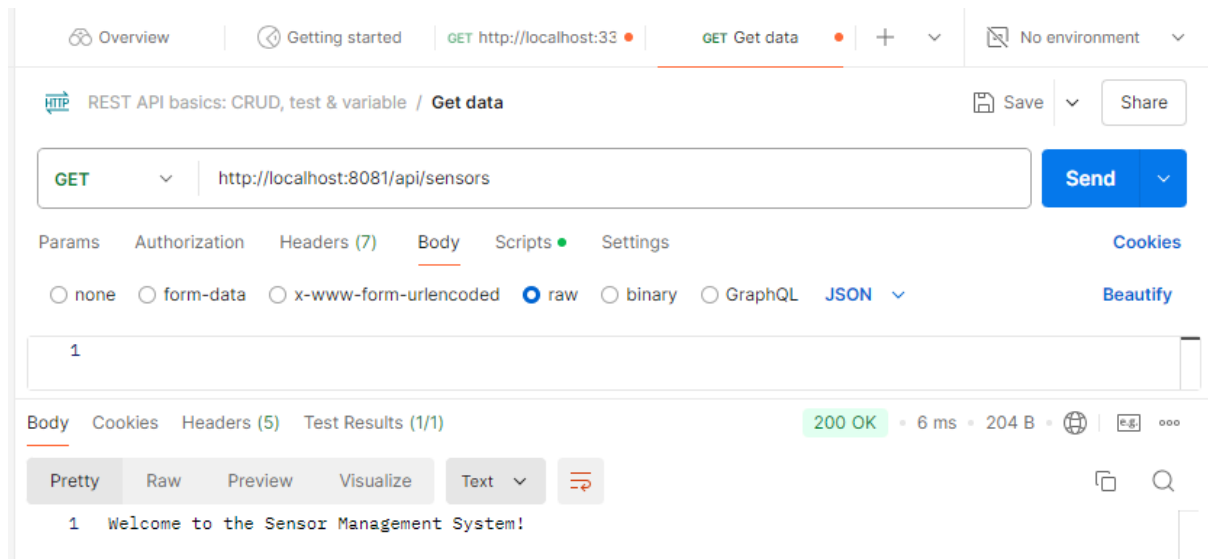 Overview Getting started GET http://localhost:33 GET Get data No environment
HTTP REST API basics: CRUD, test & variable / Get data Save Share
GET http://localhost:8081/api/sensors Send
Params Authorization Headers (7) Body Scripts Settings Cookies
none form-data x-www-form-urlencoded raw binary GraphQL JSON Beautify
1
Body Cookies Headers (5) Test Results (1/1) 200 OK 6 ms 204 B e.g.
Pretty Raw Preview Visualize Text
1 Welcome to the Sensor Management System!